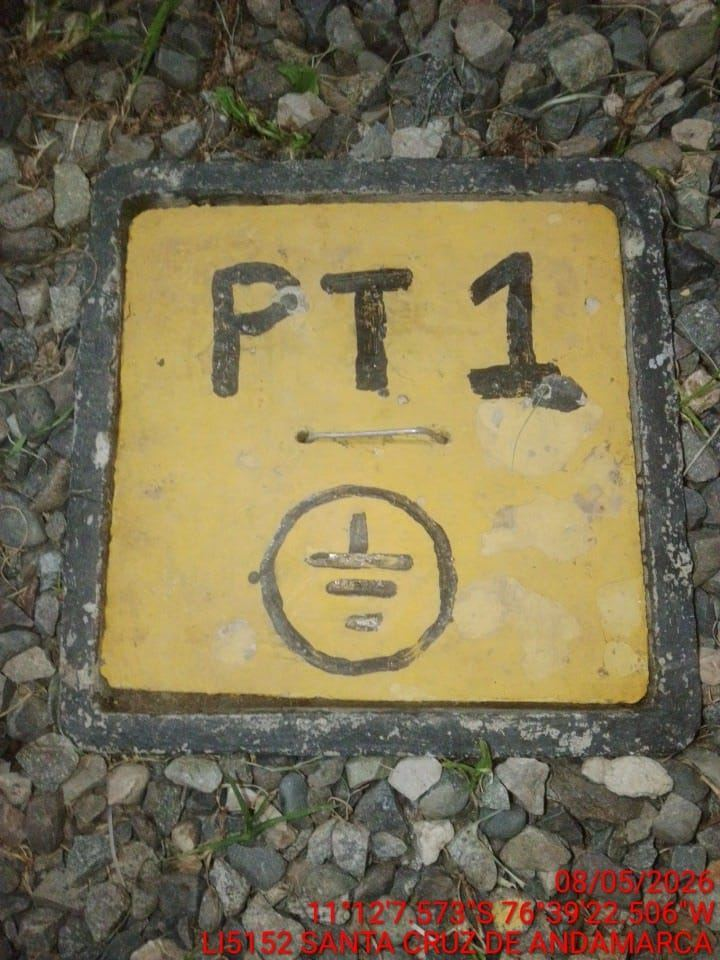 PT1
08/05/2026
11°12'7.573"S 76°39'22.506"W
LI5152 SANTA CRUZ DE ANDAMARCA